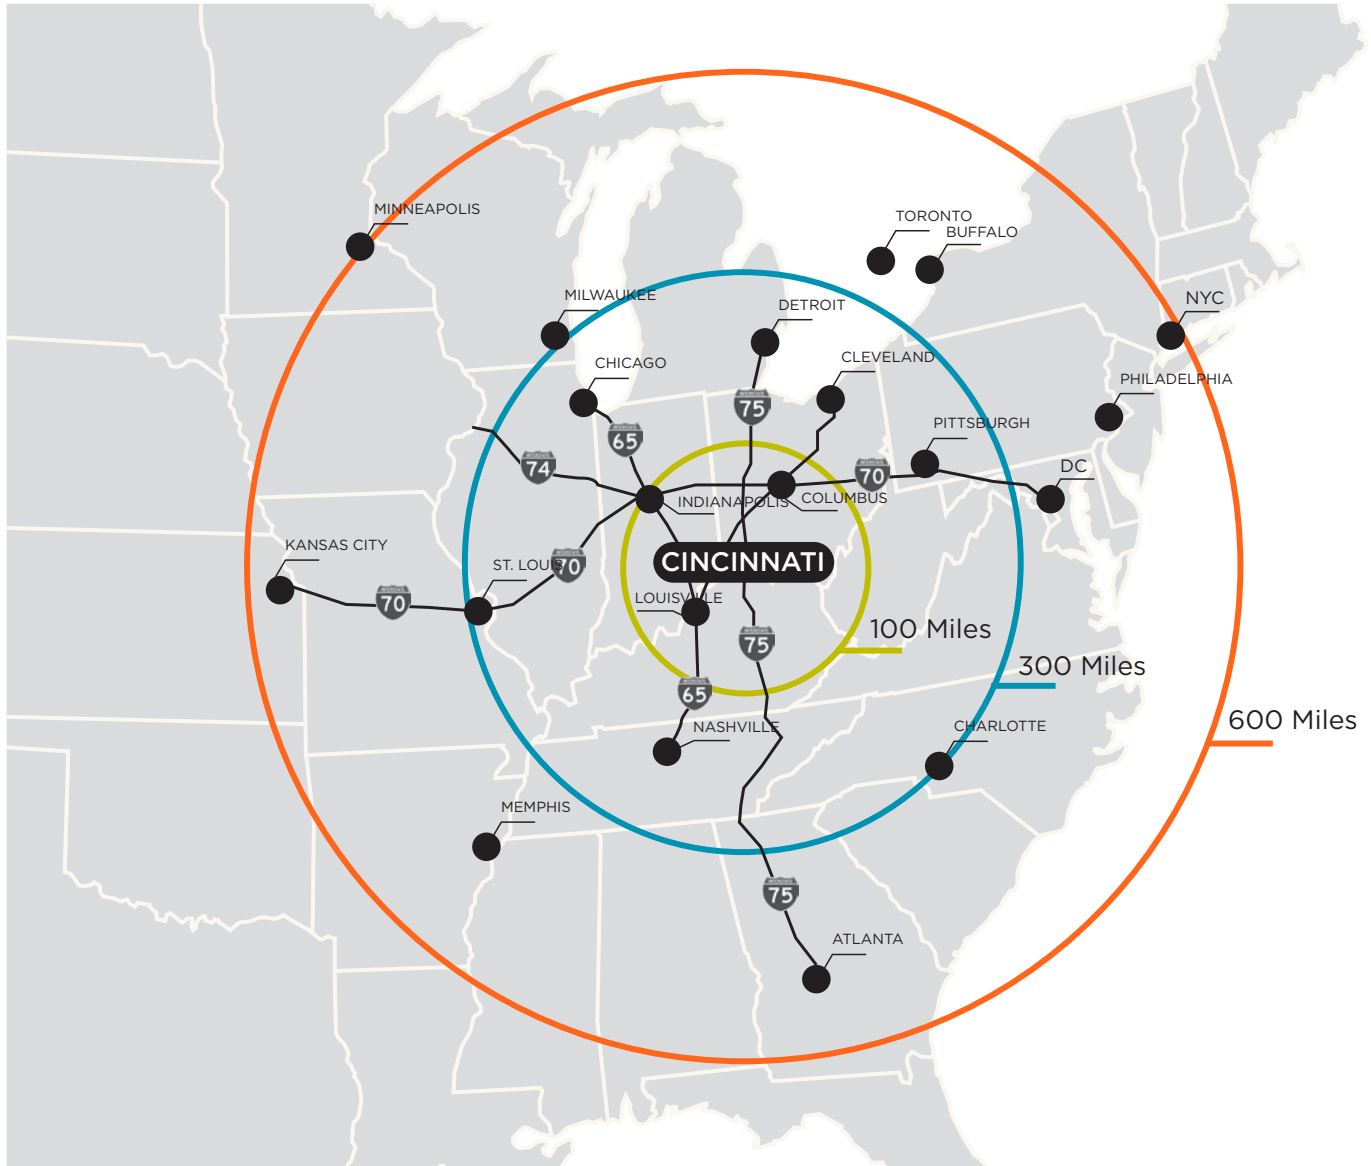 MINNEAPOLIS
TORONTO
BUFFALO
MILWAUKEE
DETROIT
NYC
CHICAGO
CLEVELAND
PHILADELPHIA
75
65
PITTSBURGH
74
70
DC
INDIANAPOLIS
COLUMBUS
KANSAS CITY
ST. LOUIS
70
CINCINNATI
70
LOUISVILLE
75
100 Miles
300 Miles
65
600 Miles
NASHVILLE
CHARLOTTE
MEMPHIS
75
ATLANTA